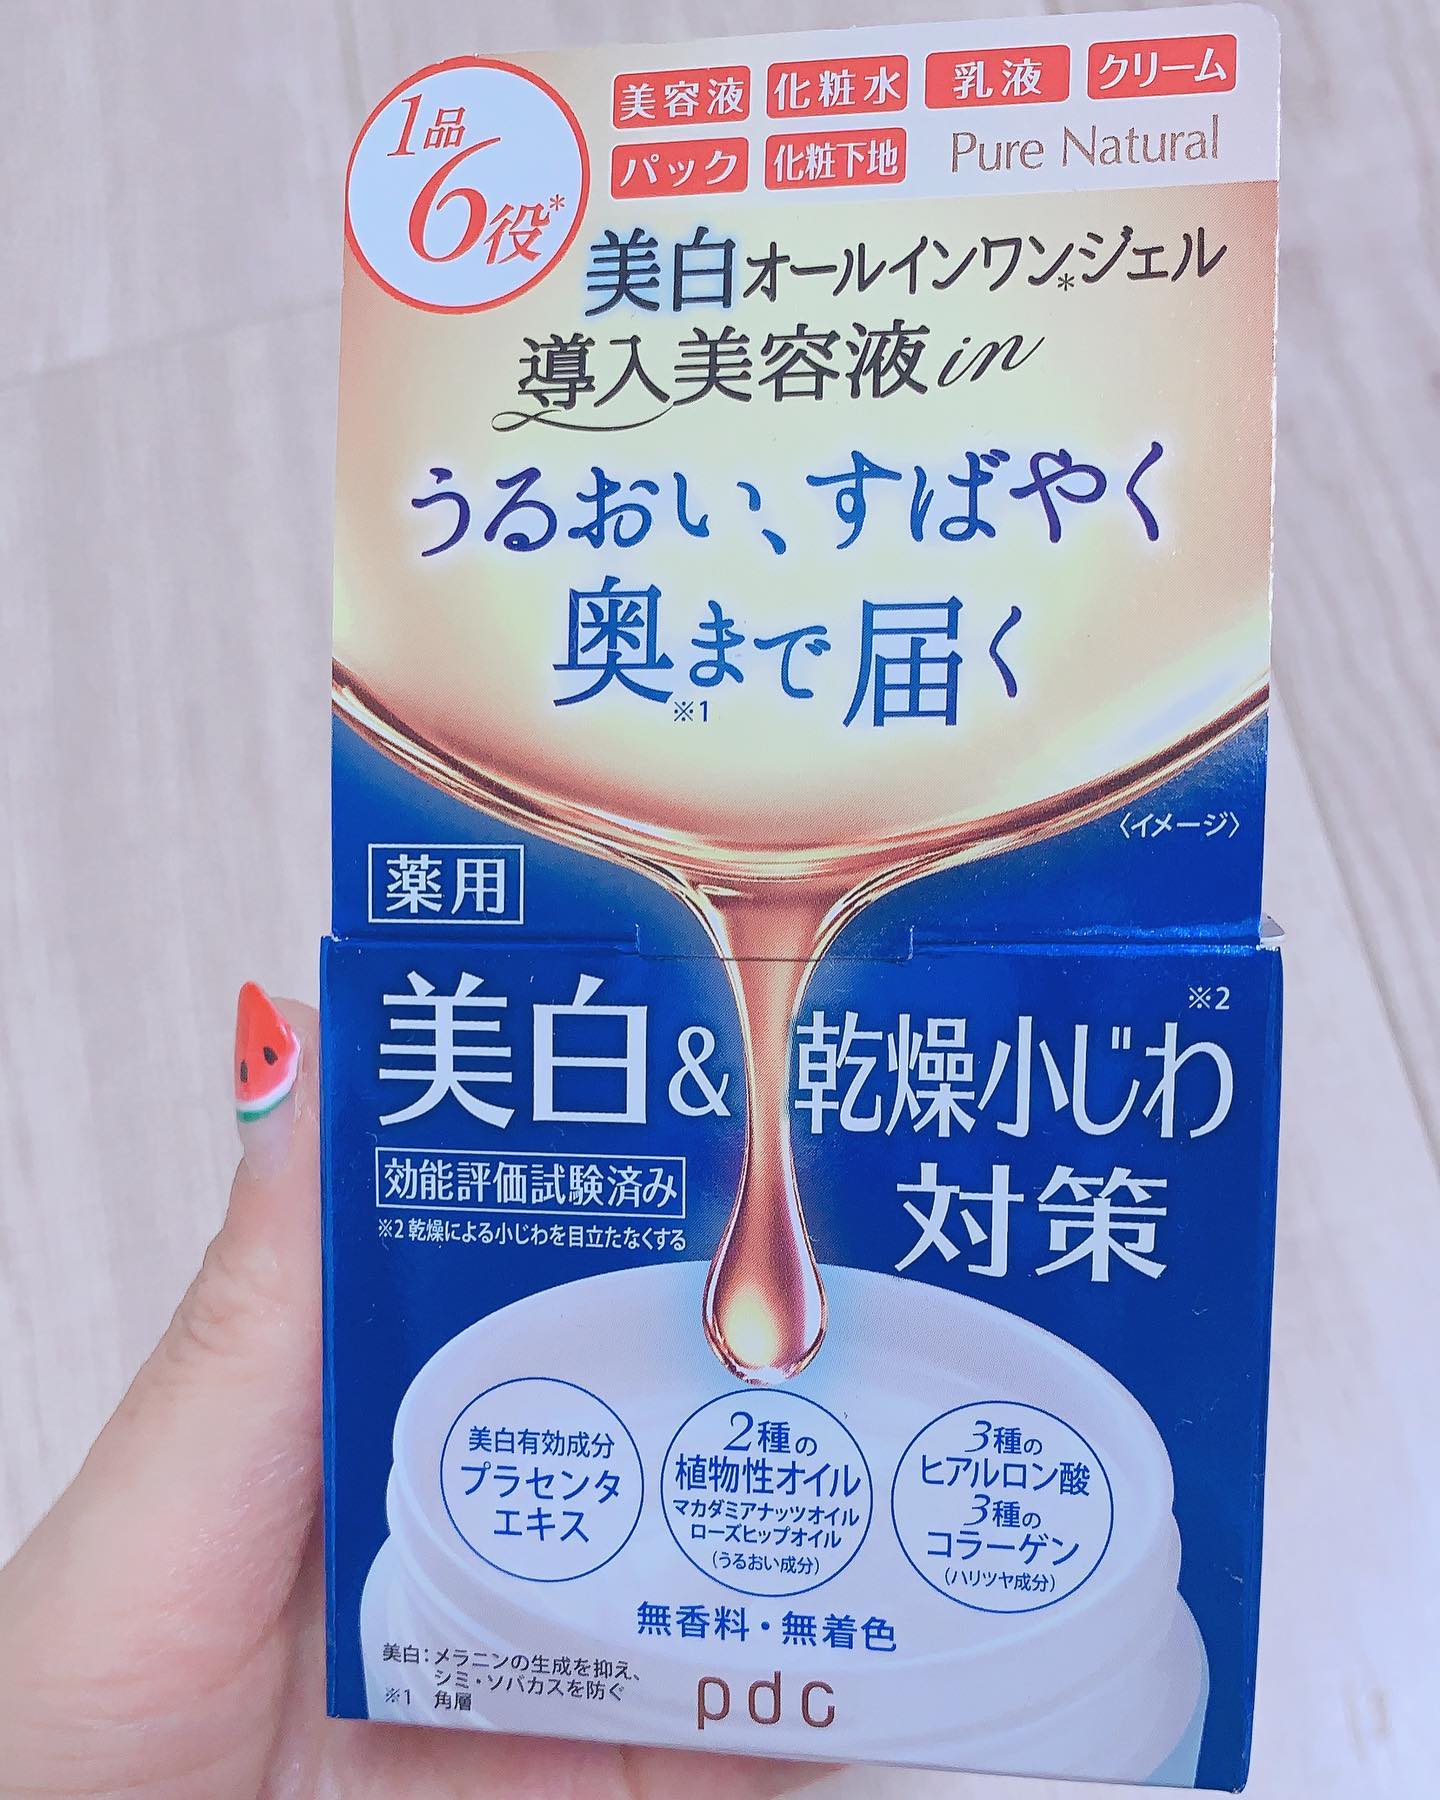 1品
6役*
美容液 化粧水 乳液 クリーム
パック 化粧下地 Pure Natural
美白オールインワン*ジェル
導入美容液in
うるおい、すばやく
奥まで届く
※1
〈イメージ〉
薬用
美白&乾燥小じわ※2
対策
効能評価試験済み
※2 乾燥による小じわを目立たなくする
美白有効成分
プラセンタ
エキス
2種の
植物性オイル
マカダミアナッツオイル
ローズヒップオイル
(うるおい成分)
3種の
ヒアルロン酸
3種の
コラーゲン
(ハリツヤ成分)
無香料・無着色
美白：メラニンの生成を抑え、
シミ・ソバカスを防ぐ
※1 角層
pdc